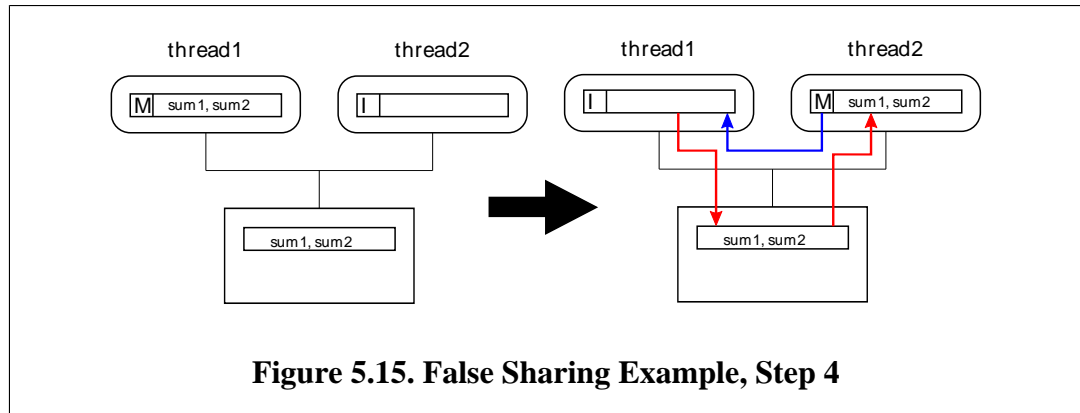 thread1
thread2
M sum1, sum2
I
sum1, sum2
thread1
thread2
I
M sum1, sum2
sum1, sum2
Figure 5.15. False Sharing Example, Step 4